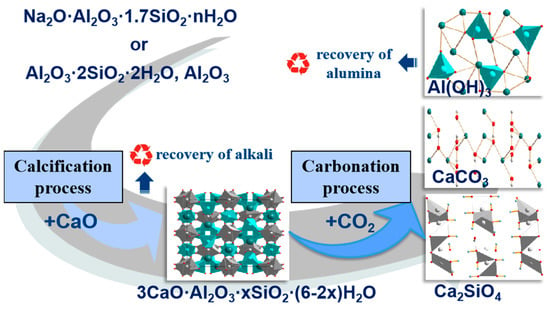 Na₂O·Al₂O₃·1.7SiO₂·nH₂O
or
Al₂O₃·2SiO₂·2H₂O, Al₂O₃
recovery of
alumina
Al(OH)₃
Calcification
process
+CaO
recovery of alkali
Carbonation
process
+CO₂
CaCO₃
3CaO·Al₂O₃·xSiO₂·(6-2x)H₂O
Ca₂SiO₄